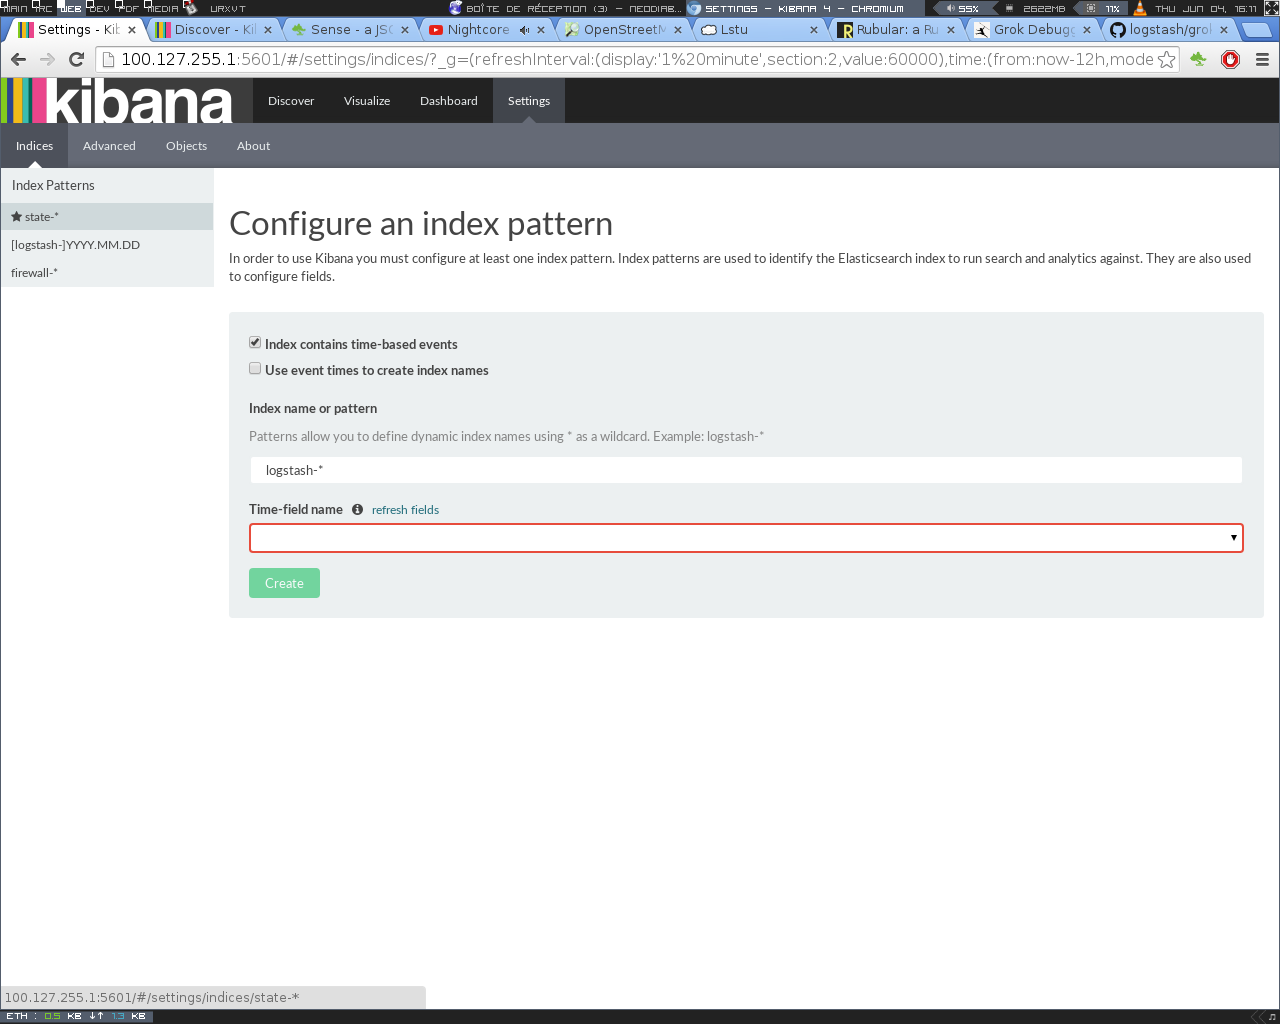 MAIN ARC WEB DEV PDF MEDIA URXVT BOÎTE DE RÉCEPTION (3) - NEODIAB... SETTINGS - KIBANA 4 - CHROMIUM 55% 2622MB 11% THU JUN 04, 16:11
Settings - Kib Discover - Kib Sense - a JSO Nightcore OpenStreetM Lstu Rubular: a Ru Grok Debugg logstash/grok
100.127.255.1:5601/#/settings/indices/?_g=(refreshInterval:(display:'1%20minute',section:2,value:60000),time:(from:now-12h,mode
kibana Discover Visualize Dashboard Settings
Indices Advanced Objects About
Index Patterns
state-*
[logstash-]YYYY.MM.DD
firewall-*
Configure an index pattern
In order to use Kibana you must configure at least one index pattern. Index patterns are used to identify the Elasticsearch index to run search and analytics against. They are also used
to configure fields.
Index contains time-based events
Use event times to create index names
Index name or pattern
Patterns allow you to define dynamic index names using * as a wildcard. Example: logstash-*
logstash-*
Time-field name refresh fields
Create
100.127.255.1:5601/#/settings/indices/state-*
ETH : 0.5 KB ↓↑ 1.3 KB